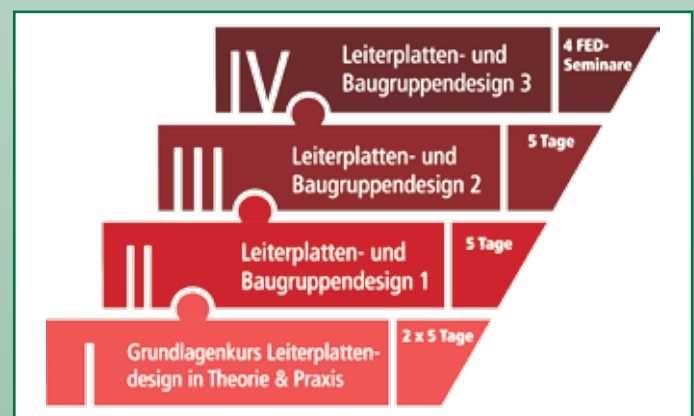 IV
Leiterplatten- und
Baugruppendesign 3
4 FED-
Seminare
III
Leiterplatten- und
Baugruppendesign 2
5 Tage
II
Leiterplatten- und
Baugruppendesign 1
5 Tage
I
Grundlagenkurs Leiterplatten-
design in Theorie & Praxis
2 x 5 Tage